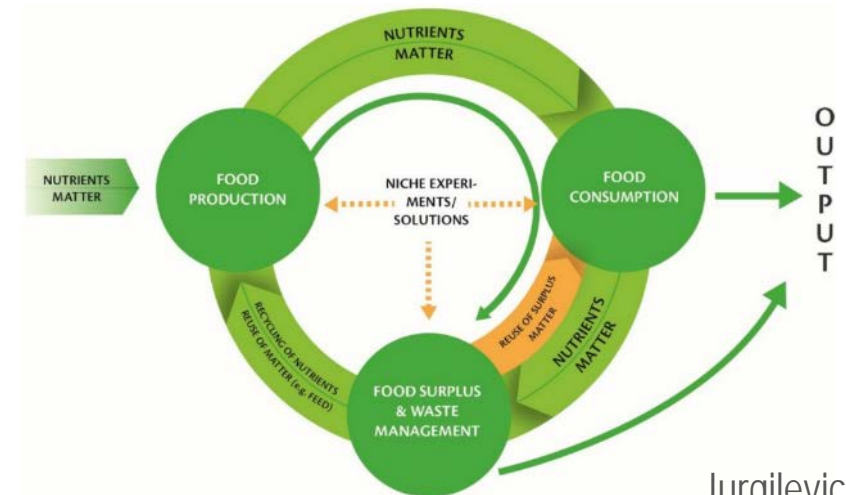 NUTRIENTS
MATTER
NUTRIENTS
MATTER
FOOD
PRODUCTION
NICHE EXPERI-
MENTS/
SOLUTIONS
FOOD
CONSUMPTION
OUTPUT
REUSE OF SURPLUS
MATTER
NUTRIENTS
MATTER
RECYCLING OF NUTRIENTS
REUSE OF MATTER (e.g. FEED)
FOOD SURPLUS
& WASTE
MANAGEMENT